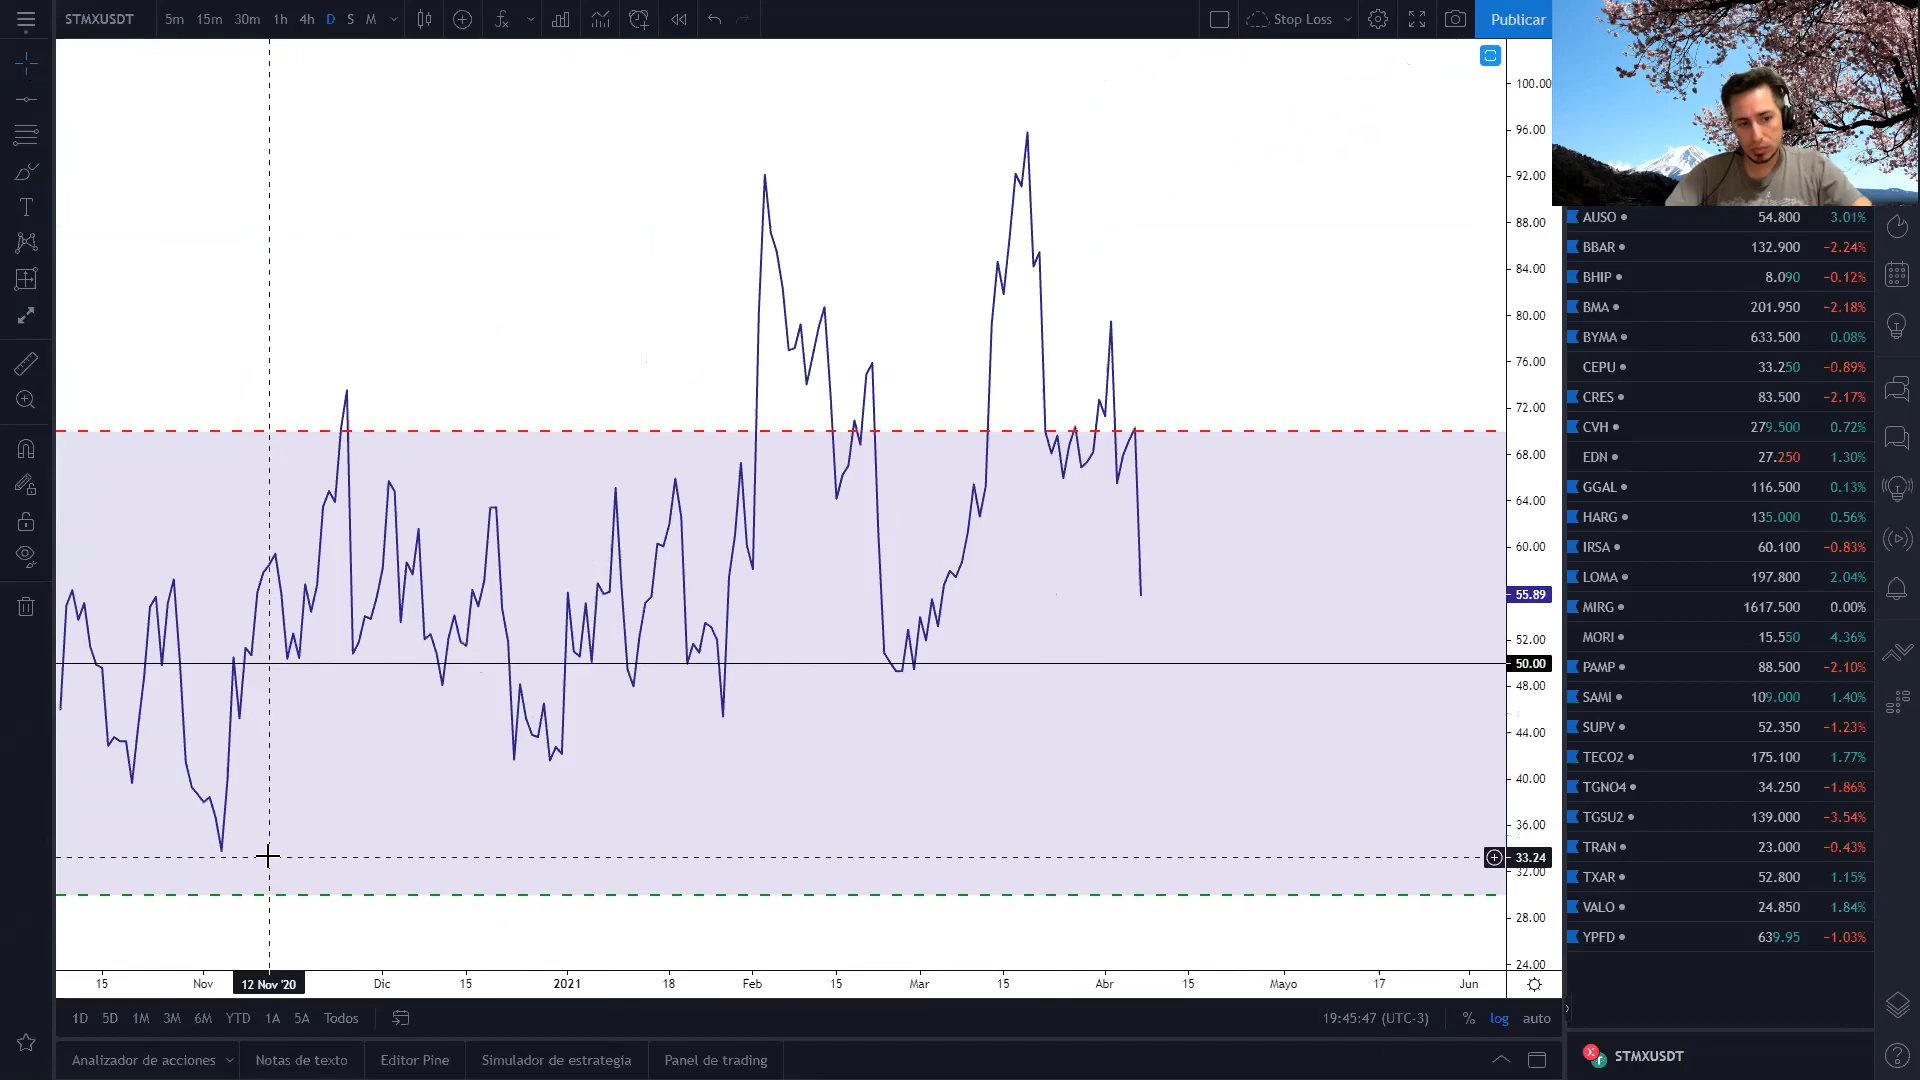 STMXUSDT 5m 15m 30m 1h 4h D S M Stop Loss Publicar
100.00
96.00
92.00
88.00
84.00
80.00
76.00
72.00
68.00
64.00
60.00
55.89
52.00
50.00
48.00
44.00
40.00
36.00
33.24
32.00
28.00
24.00
15 Nov 12 Nov '20 Dic 15 2021 18 Feb 15 Mar 15 Abr 15 Mayo 17 Jun
1D 5D 1M 3M 6M YTD 1A 5A Todos 19:45:47 (UTC-3) % log auto
Analizador de acciones Notas de texto Editor Pine Simulador de estrategia Panel de trading
AUSO 54.800 3.01%
BBAR 132.900 −2.24%
BHIP 8.090 −0.12%
BMA 201.950 −2.18%
BYMA 633.500 0.08%
CEPU 33.250 −0.89%
CRES 83.500 −2.17%
CVH 279.500 0.72%
EDN 27.250 1.30%
GGAL 116.500 0.13%
HARG 135.000 0.56%
IRSA 60.100 −0.83%
LOMA 197.800 2.04%
MIRG 1617.500 0.00%
MORI 15.550 4.36%
PAMP 88.500 −2.10%
SAMI 109.000 1.40%
SUPV 52.350 −1.23%
TECO2 175.100 1.77%
TGNO4 34.250 −1.86%
TGSU2 139.000 −3.54%
TRAN 23.000 −0.43%
TXAR 52.800 1.15%
VALO 24.850 1.84%
YPFD 639.95 −1.03%
STMXUSDT